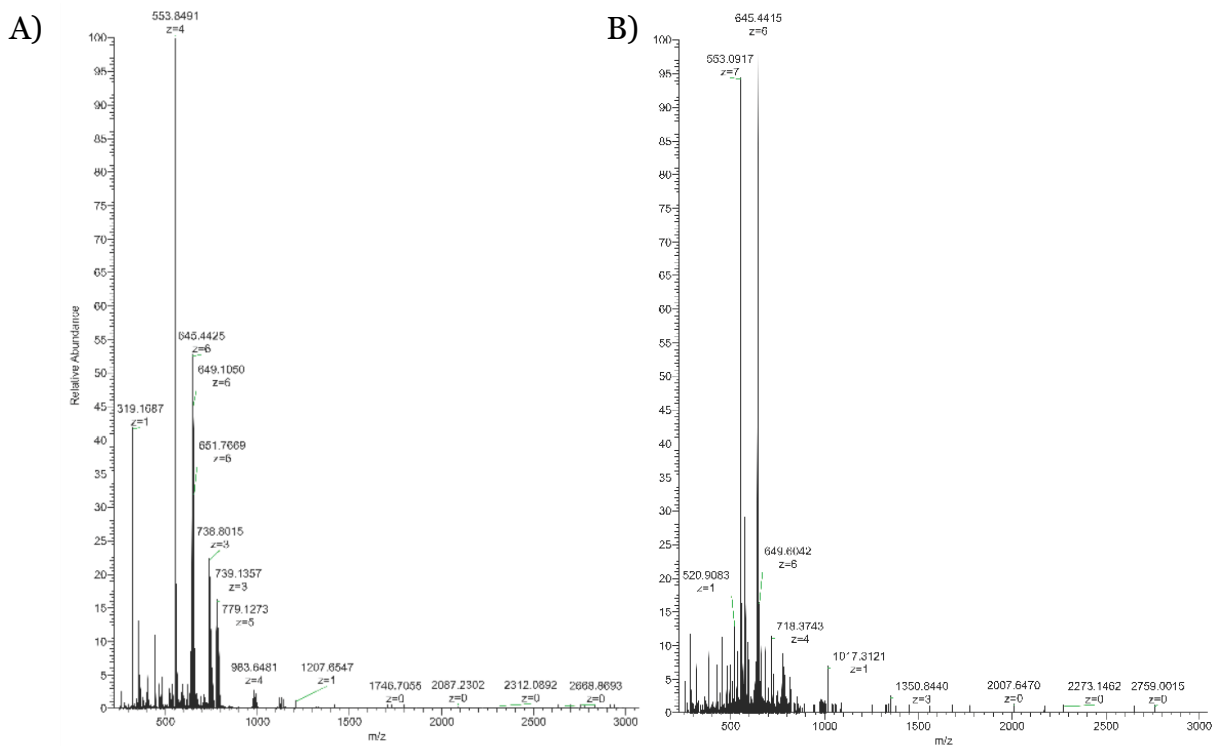 A)
553.8491
z=4
645.4425
z=6
649.1050
z=6
319.1687
z=1
651.7669
z=6
738.8015
z=3
739.1357
z=3
779.1273
z=5
983.6481
z=4
1207.6547
z=1
1746.7055
z=0
2087.2302
z=0
2312.0892
z=0
2668.8693
z=0
100
95
90
85
80
75
70
65
60
55
50
45
40
35
30
25
20
15
10
5
0
Relative Abundance
500
1000
1500
2000
2500
3000
m/z
B)
645.4415
z=6
553.0917
z=7
520.9083
z=1
649.6042
z=6
718.3743
z=4
1017.3121
z=1
1350.8440
z=3
2007.6470
z=0
2273.1462
z=0
2759.0015
z=0
100
95
90
85
80
75
70
65
60
55
50
45
40
35
30
25
20
15
10
5
0
500
1000
1500
2000
2500
3000
m/z